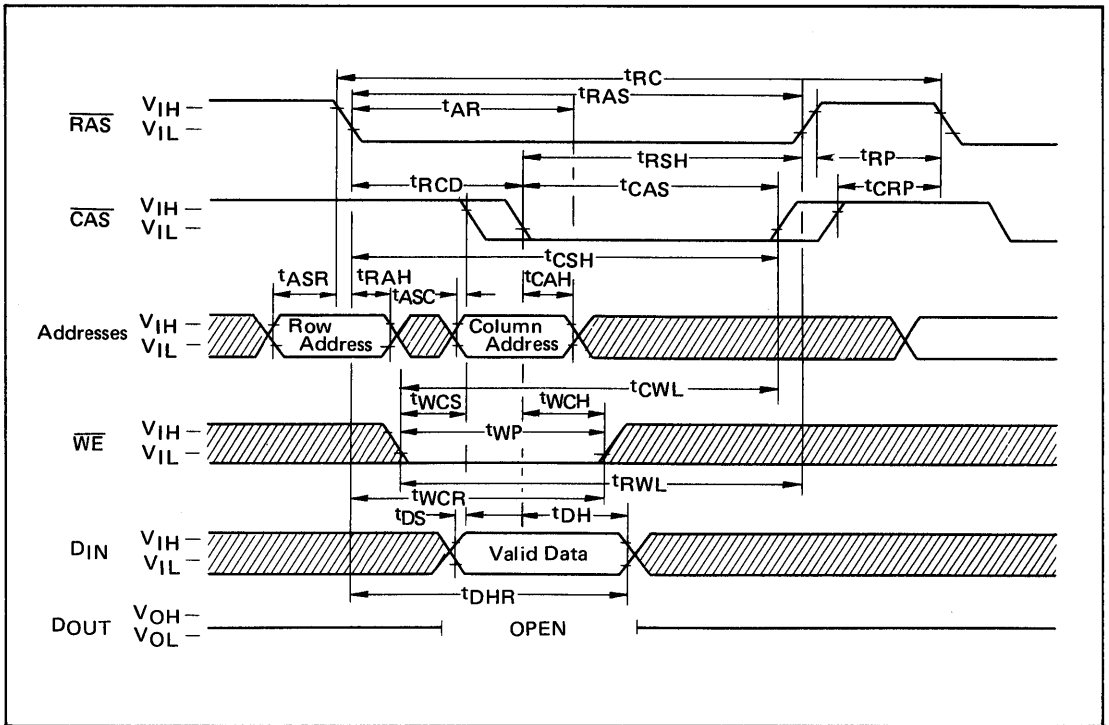 tRC
tRAS
tAR
RAS VIH
VIL
tRSH
tRP
tRCD
tCAS
tCRP
CAS VIH
VIL
tCSH
tASR tRAH tASC tCAH
Addresses VIH
VIL
Row Address
Column Address
tCWL
tWCS tWCH
tWP
WE VIH
VIL
tRWL
tWCR
tDS tDH
DIN VIH
VIL
Valid Data
tDHR
DOUT VOH
VOL
OPEN